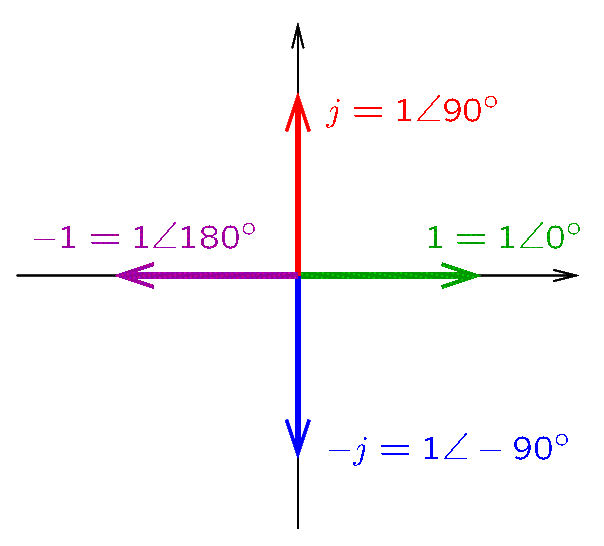 j = 1∠90°
−1 = 1∠180°
1 = 1∠0°
−j = 1∠ − 90°